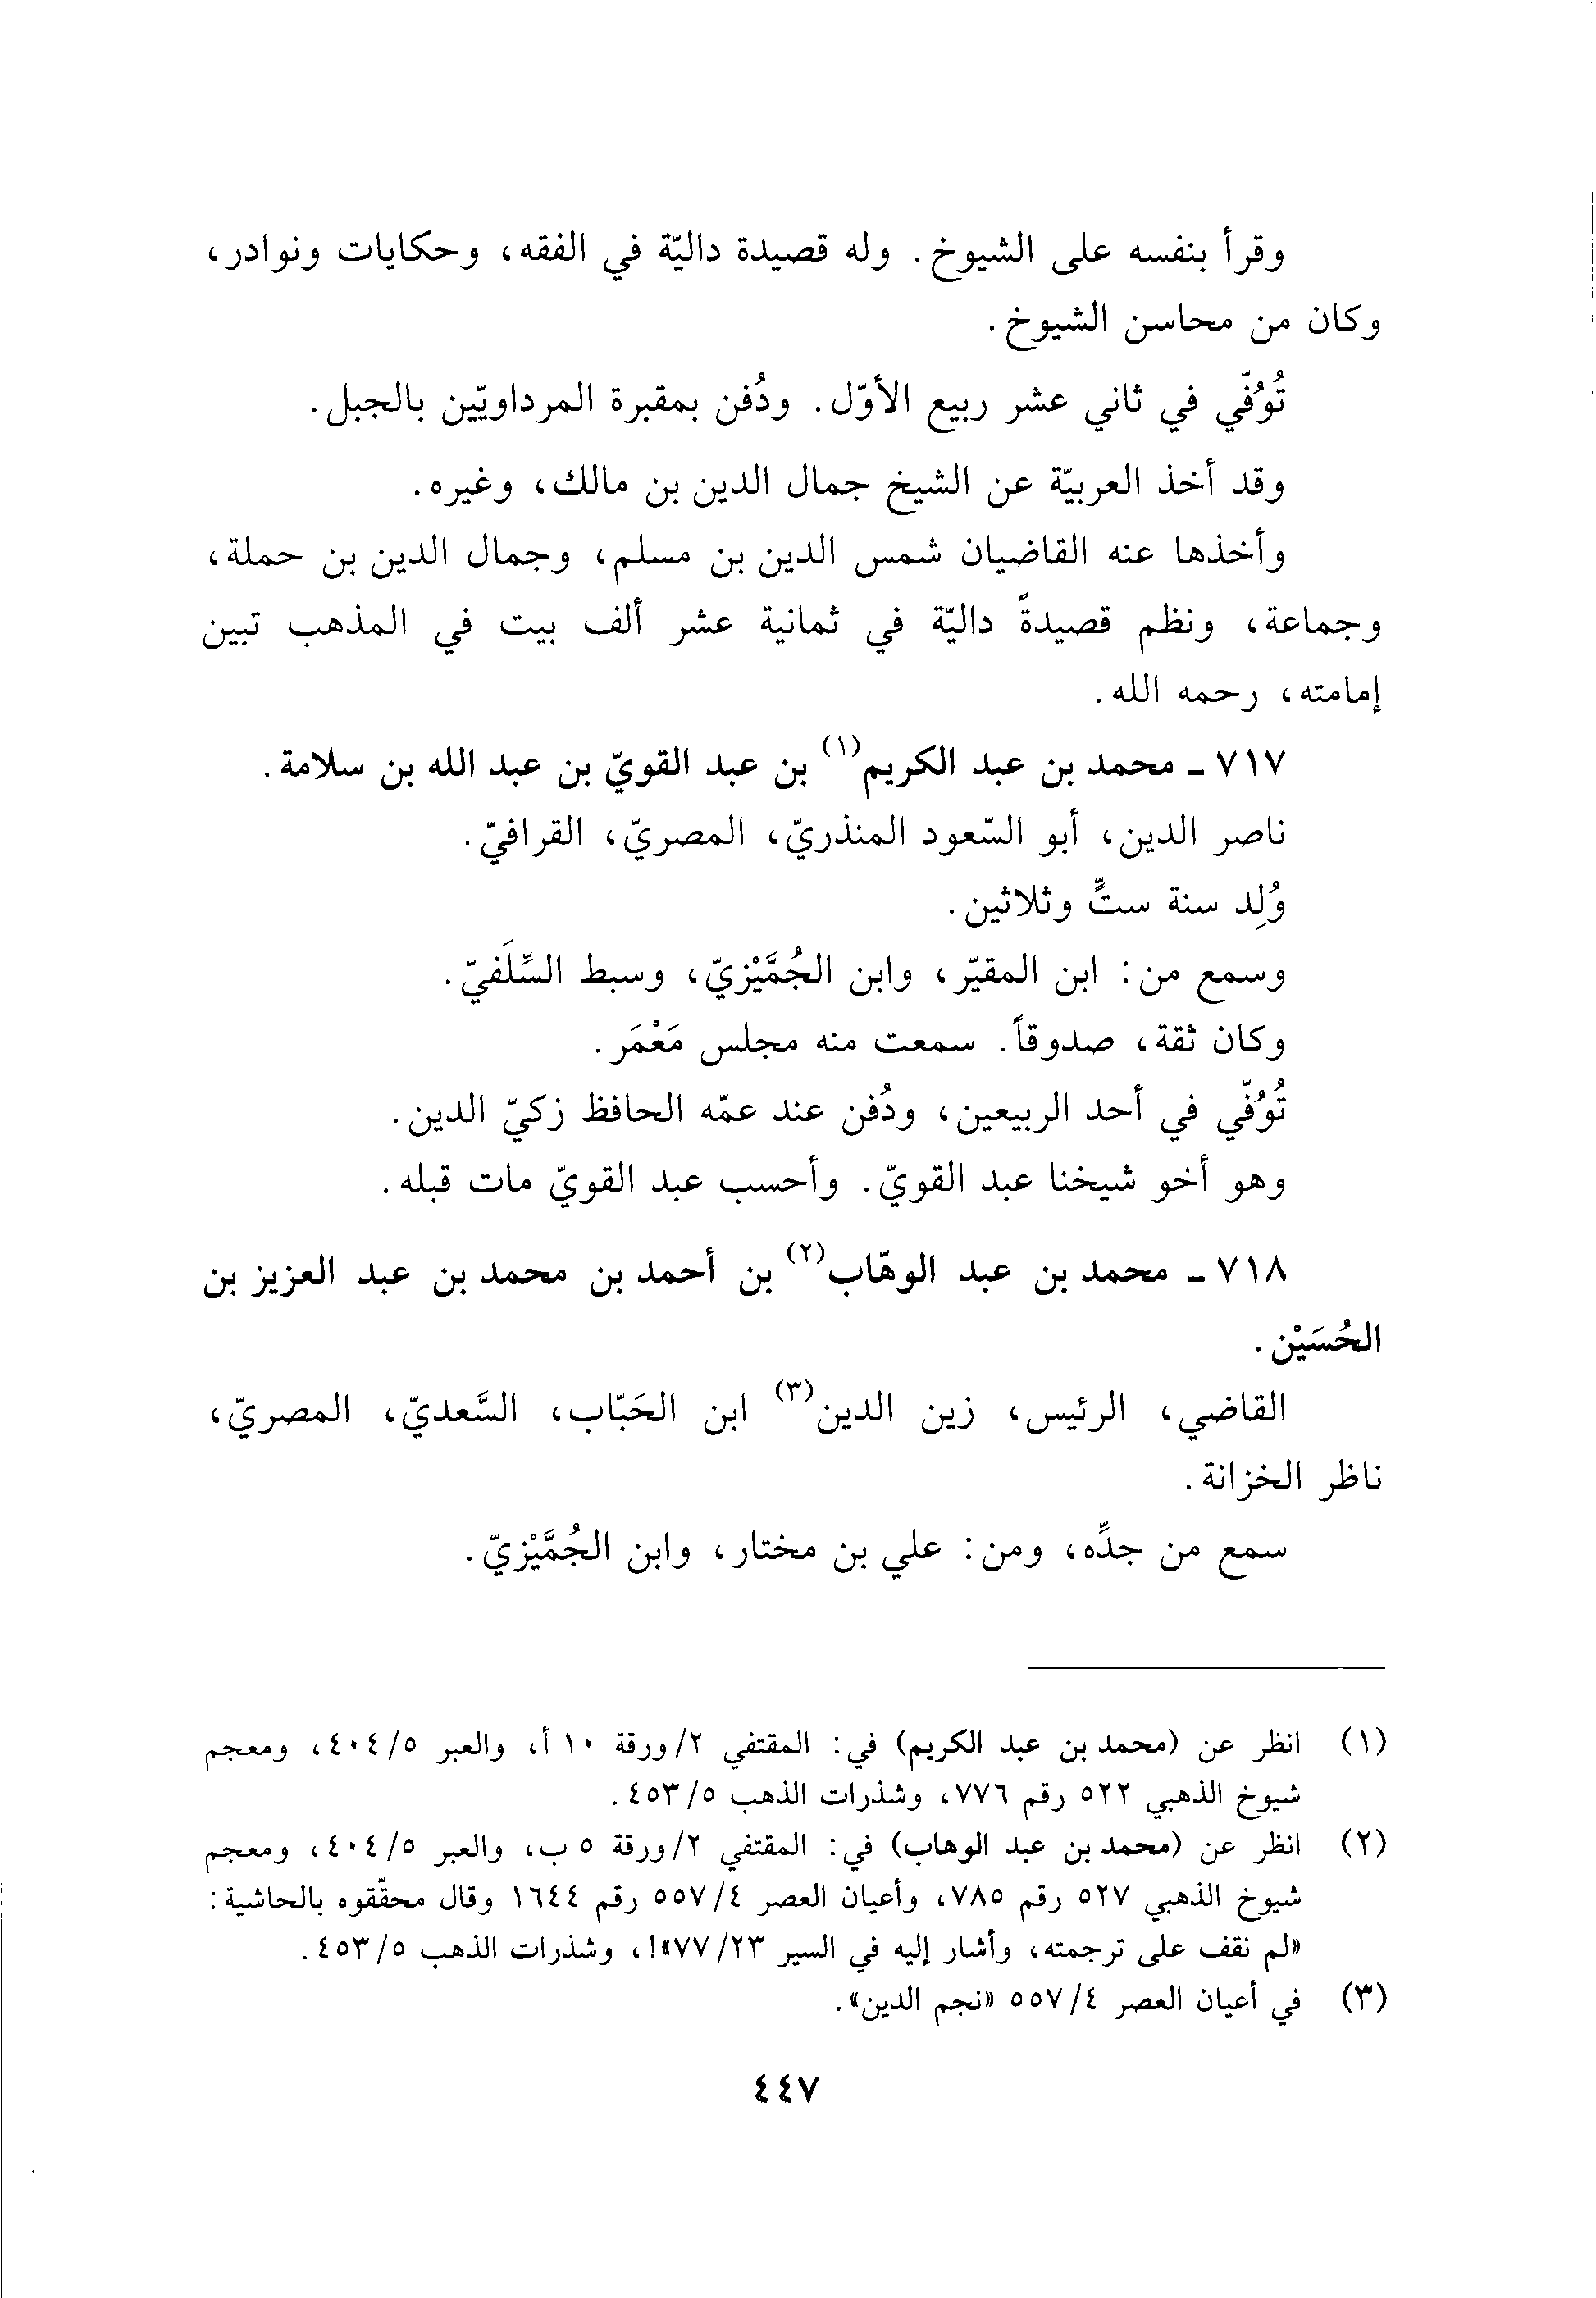 وقرأ بنفسه على الشيوخ. وله قصيدة داليّة في الفقه، وحكايات ونوادر،
وكان من محاسن الشيوخ.
تُوُفّي في ثاني عشر ربيع الأوّل. ودُفن بمقبرة المرداويّين بالجبل.
وقد أخذ العربيّة عن الشيخ جمال الدين بن مالك، وغيره.
وأخذها عنه القاضيان شمس الدين بن مسلم، وجمال الدين بن حملة،
وجماعة، ونظم قصيدةً داليّة في ثمانية عشر ألف بيت في المذهب تبين
إمامته، رحمه الله.
٧١٧ - محمد بن عبد الكريم(١) بن عبد القويّ بن عبد الله بن سلامة.
ناصر الدين، أبو السّعود المنذريّ، المصريّ، القرافيّ.
وُلِد سنة ستٍّ وثلاثين.
وسمع من: ابن المقيّر، وابن الجُمَّيْزيّ، وسبط السِّلَفيّ.
وكان ثقة، صدوقاً. سمعت منه مجلس مَعْمَر.
تُوُفّي في أحد الربيعين، ودُفن عند عمّه الحافظ زكيّ الدين.
وهو أخو شيخنا عبد القويّ. وأحسب عبد القويّ مات قبله.
٧١٨ - محمد بن عبد الوهّاب(٢) بن أحمد بن محمد بن عبد العزيز بن
الحُسَيْن.
القاضي، الرئيس، زين الدين(٣) ابن الحَبّاب، السَّعديّ، المصريّ،
ناظر الخزانة.
سمع من جدِّه، ومن: علي بن مختار، وابن الجُمَّيْزيّ.
(١) انظر عن (محمد بن عبد الكريم) في: المقتفي ٢/ورقة ١٠ أ، والعبر ٤٠٤/٥، ومعجم
شيوخ الذهبي ٥٢٢ رقم ٧٧٦، وشذرات الذهب ٤٥٣/٥.
(٢) انظر عن (محمد بن عبد الوهاب) في: المقتفي ٢/ورقة ٥ ب، والعبر ٤٠٤/٥، ومعجم
شيوخ الذهبي ٥٢٧ رقم ٧٨٥، وأعيان العصر ٥٥٧/٤ رقم ١٦٤٤ وقال محقّقوه بالحاشية:
«لم نقف على ترجمته، وأشار إليه في السير ٧٧/٢٣»!، وشذرات الذهب ٤٥٣/٥.
(٣) في أعيان العصر ٥٥٧/٤ «نجم الدين».
٤٤٧